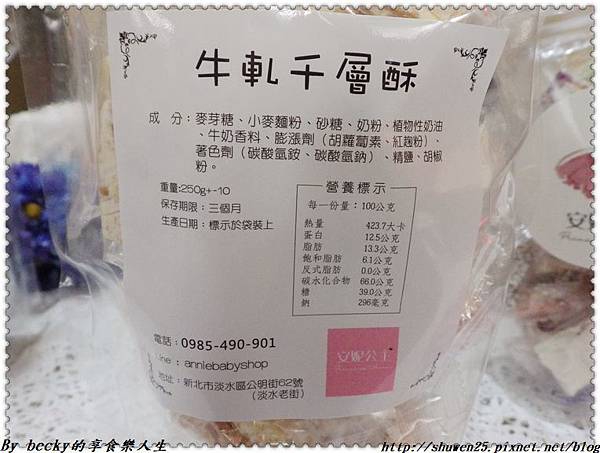 牛軋千層酥
成　分：麥芽糖、小麥麵粉、砂糖、奶粉、植物性奶油
、牛奶香料、膨漲劑（胡蘿蔔素、紅麴粉）、
著色劑（碳酸氫銨、碳酸氫鈉）、精鹽、胡椒
粉。
重量:250g+-10
保存期限：三個月
生產日期：標示於袋裝上
營養標示
每一份量：100公克
熱量 423.7大卡
蛋白 12.5公克
脂肪 13.3公克
飽和脂肪 6.1公克
反式脂肪 0.0公克
碳水化合物 66.0公克
糖 39.0公克
鈉 296毫克
電話：0985-490-901
Line：anniebabyshop
地址：新北市淡水區公明街62號
（淡水老街）
安妮公主
By becky的享食樂人生
http://shuwen25.pixnet.net/blog